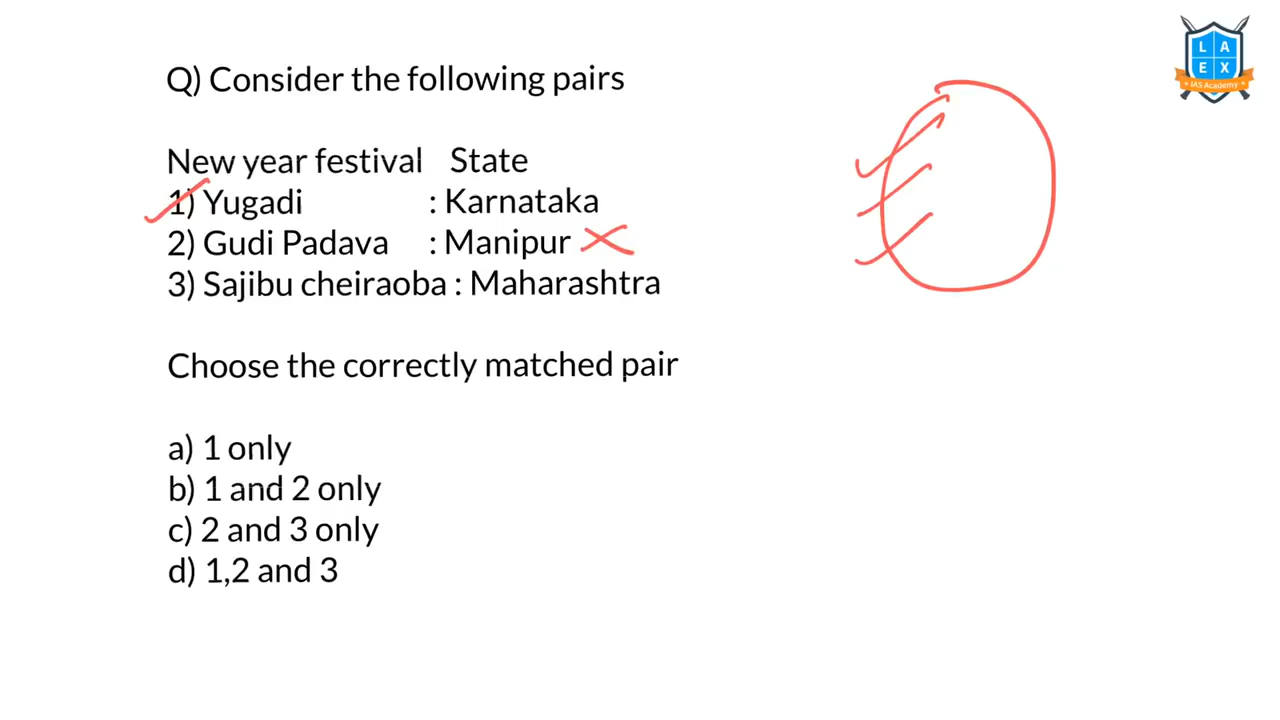 Q) Consider the following pairs
New year festival State
1) Yugadi : Karnataka
2) Gudi Padava : Manipur
3) Sajibu cheiraoba : Maharashtra
Choose the correctly matched pair
a) 1 only
b) 1 and 2 only
c) 2 and 3 only
d) 1,2 and 3
L A
E X
IAS Academy